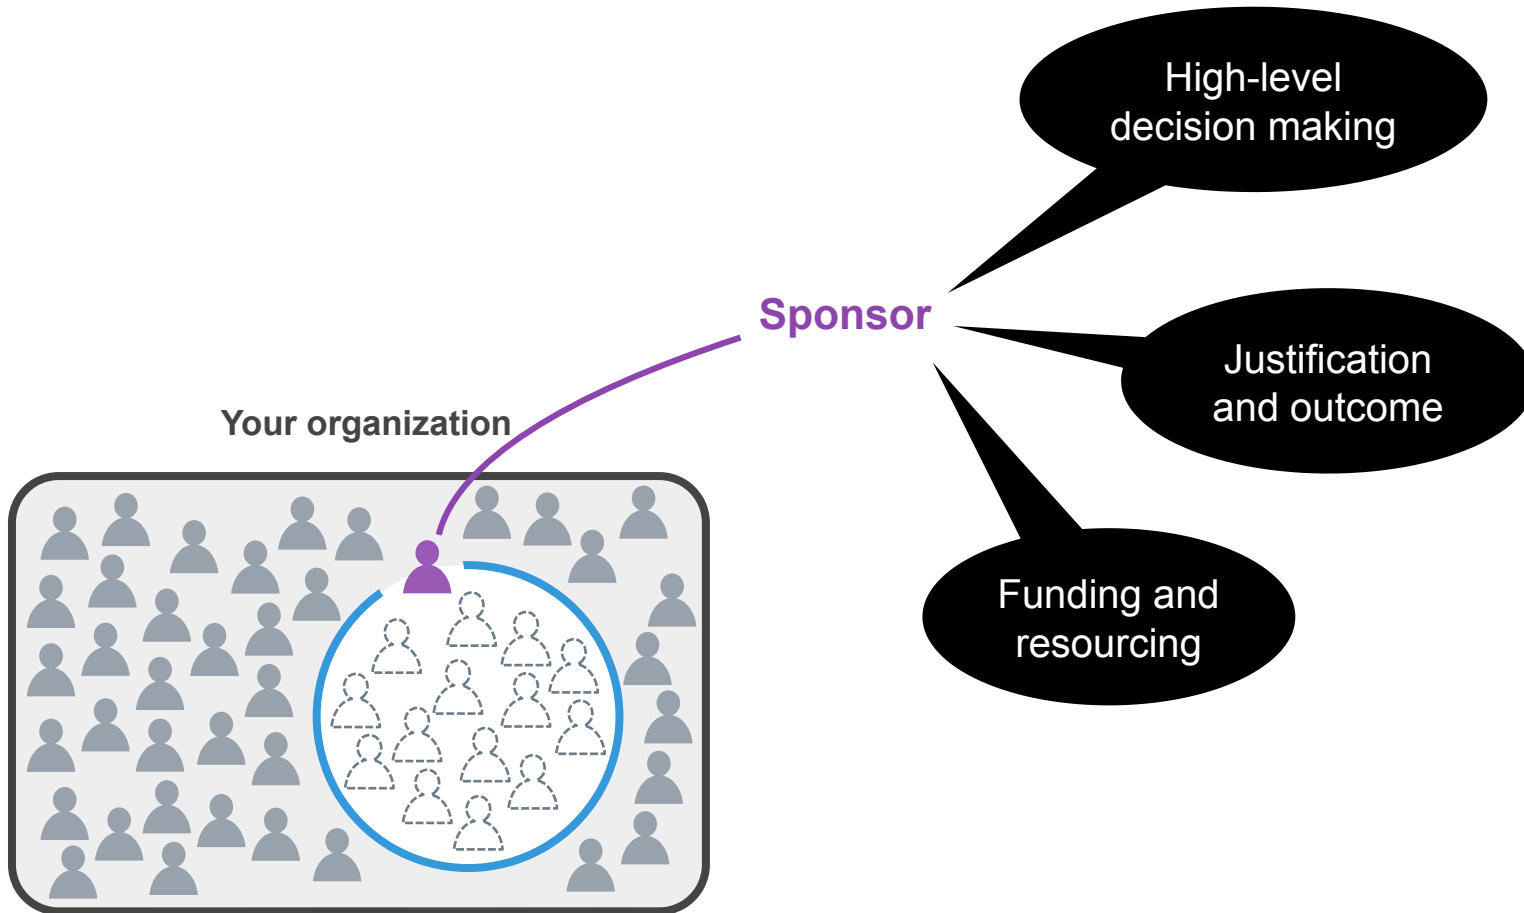 High-level
decision making
Sponsor
Justification
and outcome
Your organization
Funding and
resourcing